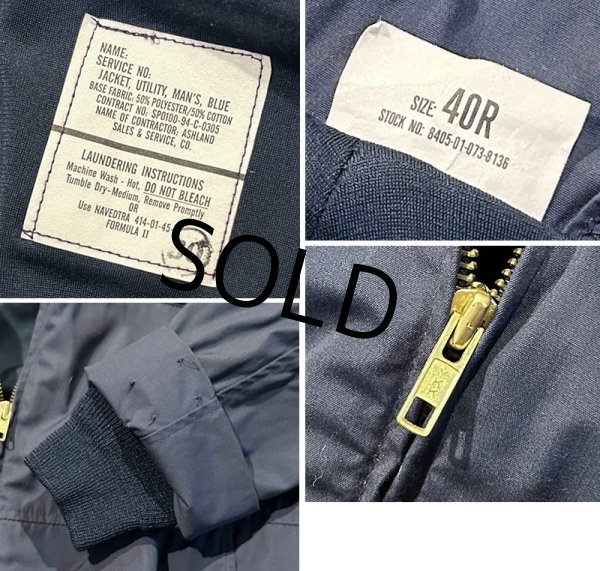 NAME:
SERVICE NO:
JACKET, UTILITY, MAN'S, BLUE
BASE FABRIC: 50% POLYESTER/50% COTTON
CONTRACT NO: SPO100-94-C-0305
NAME OF CONTRACTOR: ASHLAND
SALES & SERVICE, CO.
LAUNDERING INSTRUCTIONS
Machine Wash - Hot, DO NOT BLEACH
Tumble Dry-Medium, Remove Promptly
OR
Use NAVEDTRA 414-01-45
FORMULA II
SIZE: 40R
STOCK NO: 8405-01-073-8136
SOLD
YKK